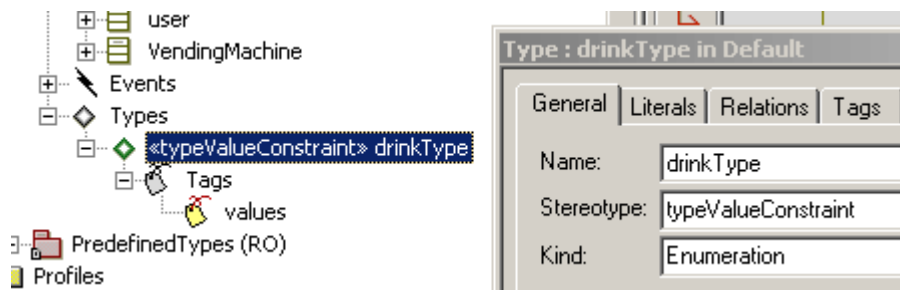 user
VendingMachine
Events
Types
«typeValueConstraint» drinkType
Tags
values
PredefinedTypes (RO)
Profiles
Type : drinkType in Default
General Literals Relations Tags
Name: drinkType
Stereotype: typeValueConstraint
Kind: Enumeration